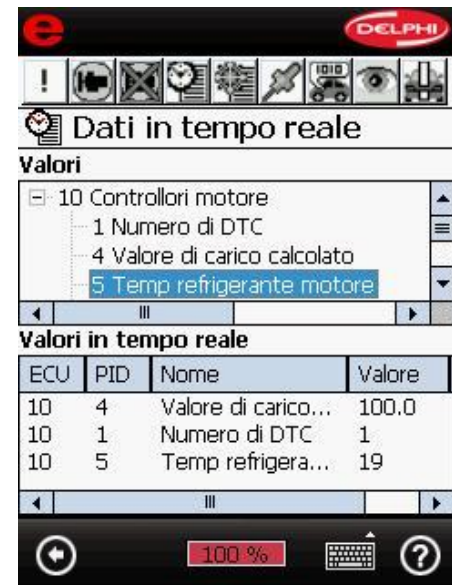 e DELPHI
! 1010
Dati in tempo reale
Valori
10 Controllori motore
1 Numero di DTC
4 Valore di carico calcolato
5 Temp refrigerante motore
Valori in tempo reale
ECU PID Nome Valore
10 4 Valore di carico... 100.0
10 1 Numero di DTC 1
10 5 Temp refrigera... 19
100 %
?